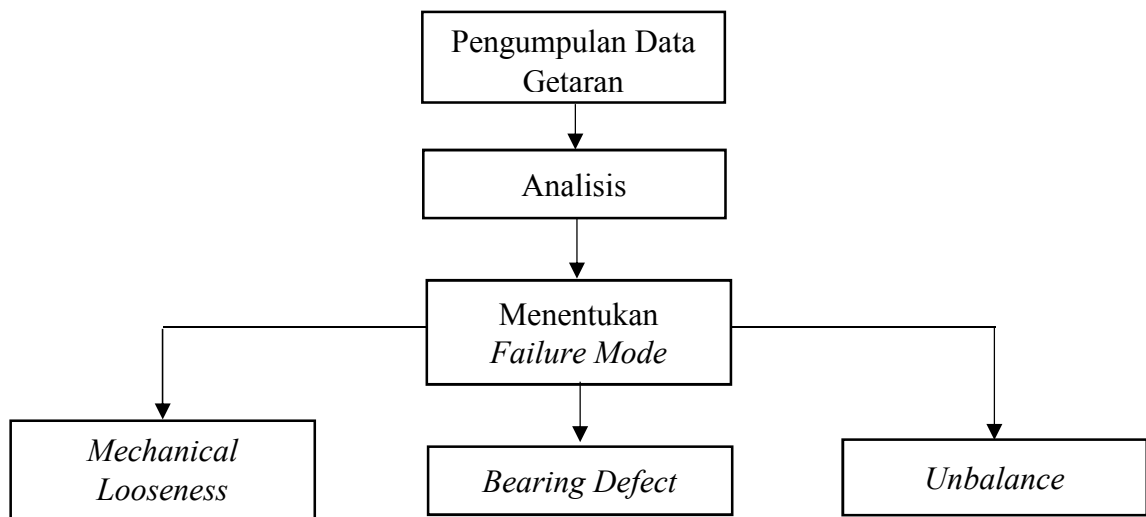 Pengumpulan Data
Getaran
Analisis
Menentukan
Failure Mode
Mechanical
Looseness
Bearing Defect
Unbalance